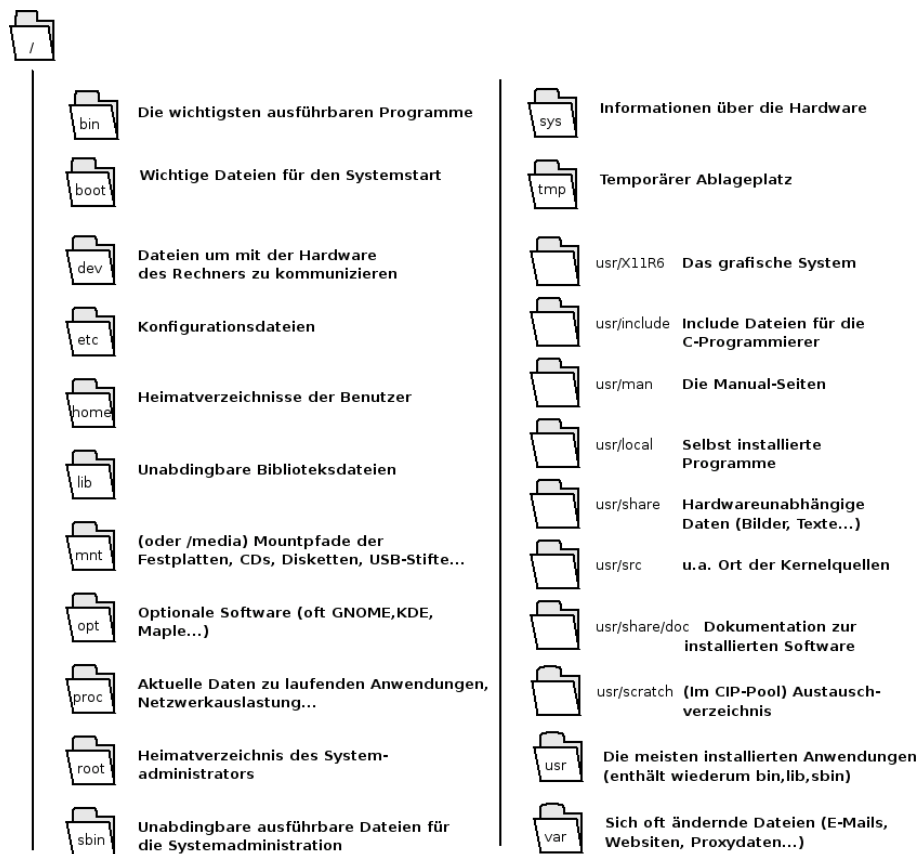 /
bin
Die wichtigsten ausführbaren Programme
boot
Wichtige Dateien für den Systemstart
dev
Dateien um mit der Hardware
des Rechners zu kommunizieren
etc
Konfigurationsdateien
home
Heimatverzeichnisse der Benutzer
lib
Unabdingbare Biblioteksdateien
mnt
(oder /media) Mountpfade der
Festplatten, CDs, Disketten, USB-Stifte...
opt
Optionale Software (oft GNOME,KDE,
Maple...)
proc
Aktuelle Daten zu laufenden Anwendungen,
Netzwerkauslastung...
root
Heimatverzeichnis des System-
administrators
sbin
Unabdingbare ausführbare Dateien für
die Systemadministration
sys
Informationen über die Hardware
tmp
Temporärer Ablageplatz
usr/X11R6 Das grafische System
usr/include Include Dateien für die
C-Programmierer
usr/man Die Manual-Seiten
usr/local Selbst installierte
Programme
usr/share Hardwareunabhängige
Daten (Bilder, Texte...)
usr/src u.a. Ort der Kernelquellen
usr/share/doc Dokumentation zur
installierten Software
usr/scratch (Im CIP-Pool) Austausch-
verzeichnis
usr
Die meisten installierten Anwendungen
(enthält wiederum bin,lib,sbin)
var
Sich oft ändernde Dateien (E-Mails,
Websiten, Proxydaten...)